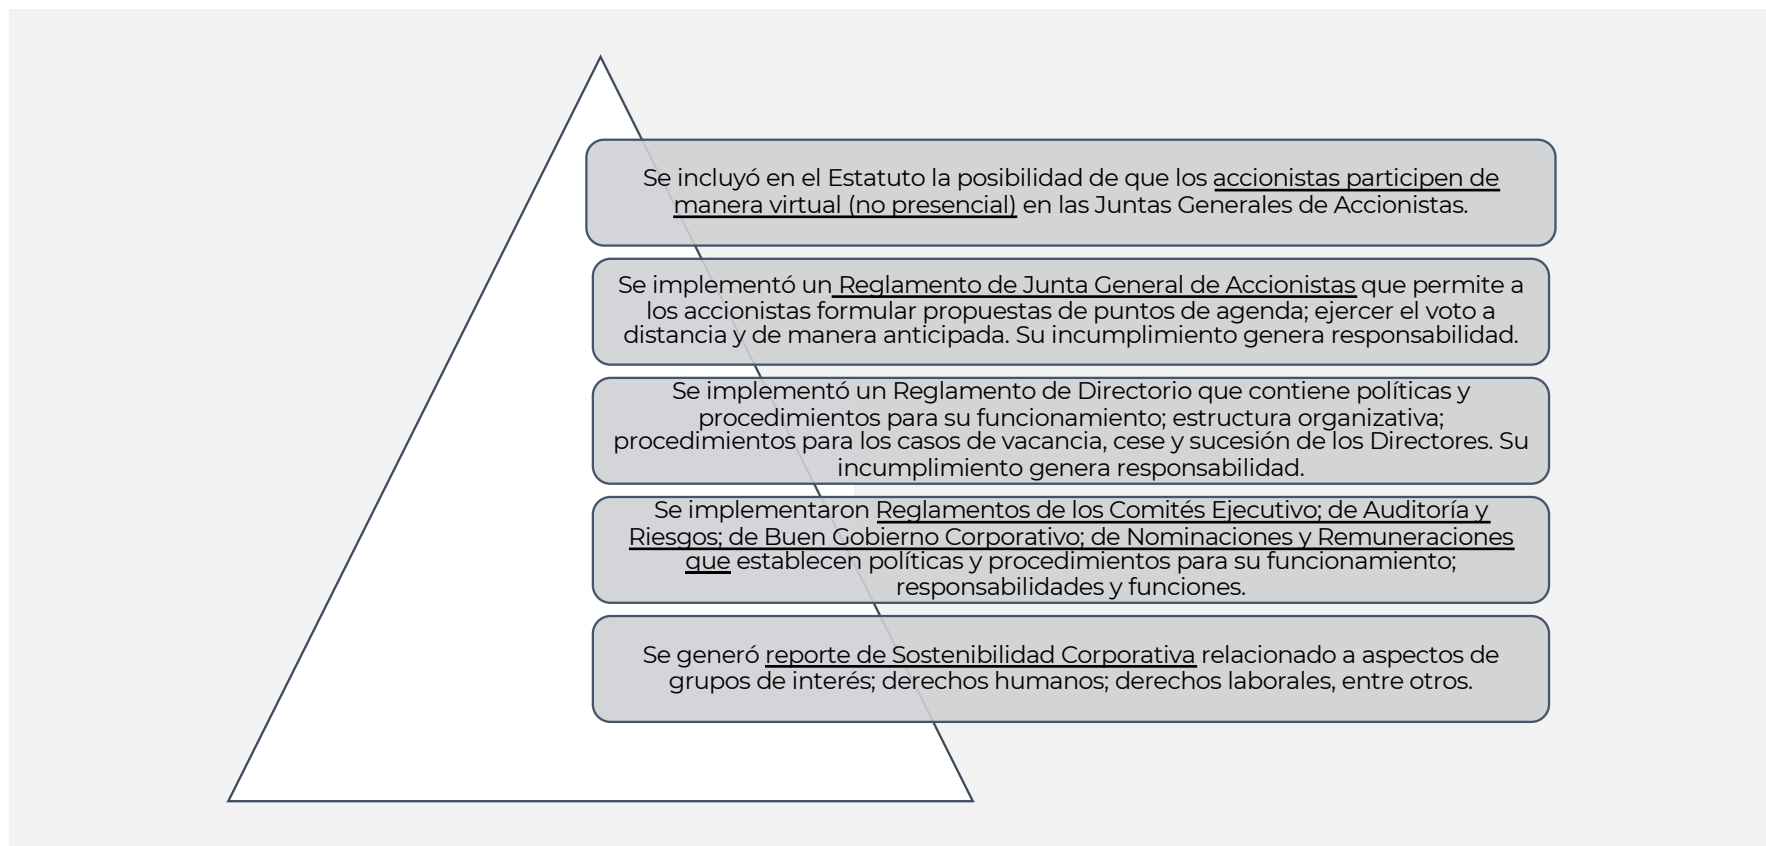 Se incluyó en el Estatuto la posibilidad de que los accionistas participen de
manera virtual (no presencial) en las Juntas Generales de Accionistas.
Se implementó un Reglamento de Junta General de Accionistas que permite a
los accionistas formular propuestas de puntos de agenda; ejercer el voto a
distancia y de manera anticipada. Su incumplimiento genera responsabilidad.
Se implementó un Reglamento de Directorio que contiene políticas y
procedimientos para su funcionamiento; estructura organizativa;
procedimientos para los casos de vacancia, cese y sucesión de los Directores. Su
incumplimiento genera responsabilidad.
Se implementaron Reglamentos de los Comités Ejecutivo; de Auditoría y
Riesgos; de Buen Gobierno Corporativo; de Nominaciones y Remuneraciones
que establecen políticas y procedimientos para su funcionamiento;
responsabilidades y funciones.
Se generó reporte de Sostenibilidad Corporativa relacionado a aspectos de
grupos de interés; derechos humanos; derechos laborales, entre otros.